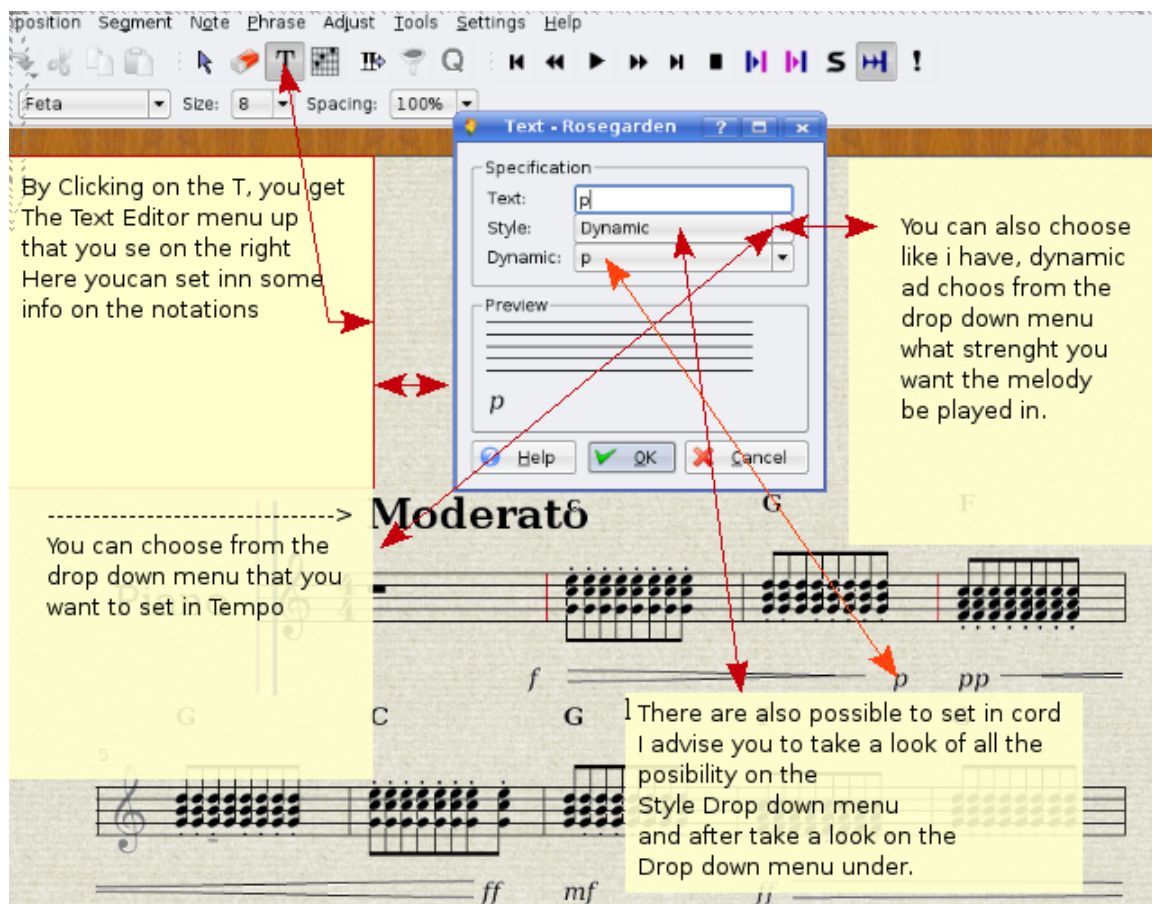 position Segment Note Phrase Adjust Tools Settings Help
T Q S !
Feta Size: 8 Spacing: 100%
Text - Rosegarden ?
Specification
Text: p
Style: Dynamic
Dynamic: p
Preview
p
Help OK Cancel
By Clicking on the T, you get
The Text Editor menu up
that you se on the right
Here youcan set inn some
info on the notations
You can also choose
like i have, dynamic
ad choos from the
drop down menu
what strenght you
want the melody
be played in.
------------------------------->
You can choose from the
drop down menu that you
want to set in Tempo
Moderato
C G F
Piano
4
4
f p pp
G C G
5
There are also possible to set in cord
I advise you to take a look of all the
posibility on the
Style Drop down menu
and after take a look on the
Drop down menu under.
ff mf ff